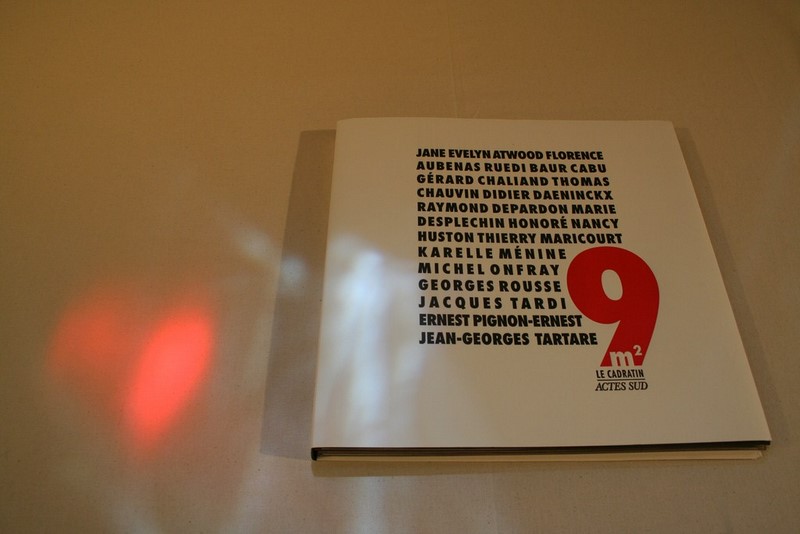 JANE EVELYN ATWOOD FLORENCE
AUBENAS RUEDI BAUR CABU
GÉRARD CHALIAND THOMAS
CHAUVIN DIDIER DAENINCKX
RAYMOND DEPARDON MARIE
DESPLECHIN HONORÉ NANCY
HUSTON THIERRY MARICOURT
KARELLE MÉNINE
MICHEL ONFRAY
GEORGES ROUSSE
JACQUES TARDI
ERNEST PIGNON-ERNEST
JEAN-GEORGES TARTARE
9
m²
LE CADRATIN
ACTES SUD